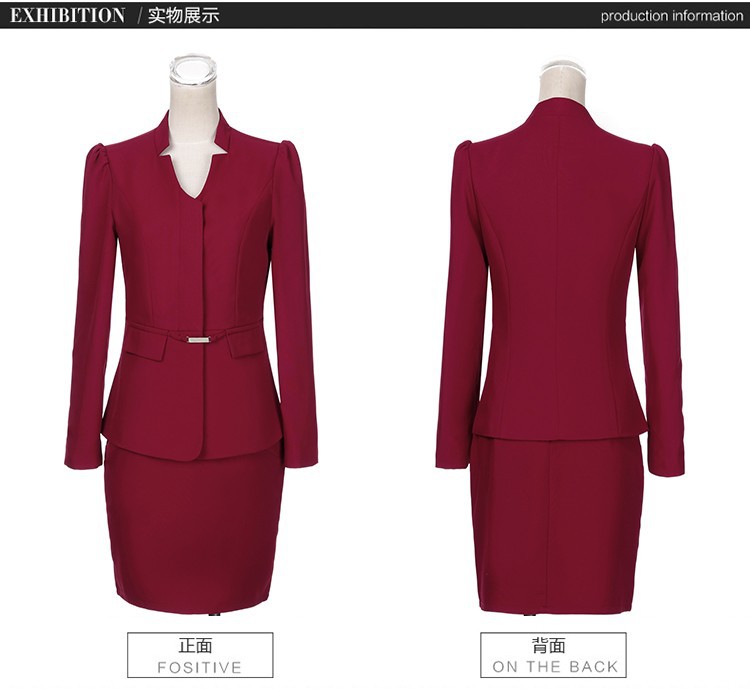 EXHIBITION / 实物展示
production information
正面
FOSITIVE
背面
ON THE BACK